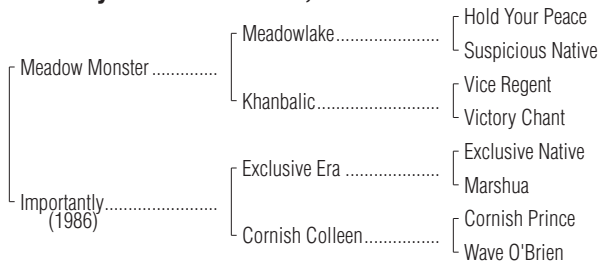 Hold Your Peace
Meadowlake
Suspicious Native
Meadow Monster
Vice Regent
Khanbalic
Victory Chant
Exclusive Native
Exclusive Era
Marshua
Importantly
(1986)
Cornish Prince
Cornish Colleen
Wave O'Brien